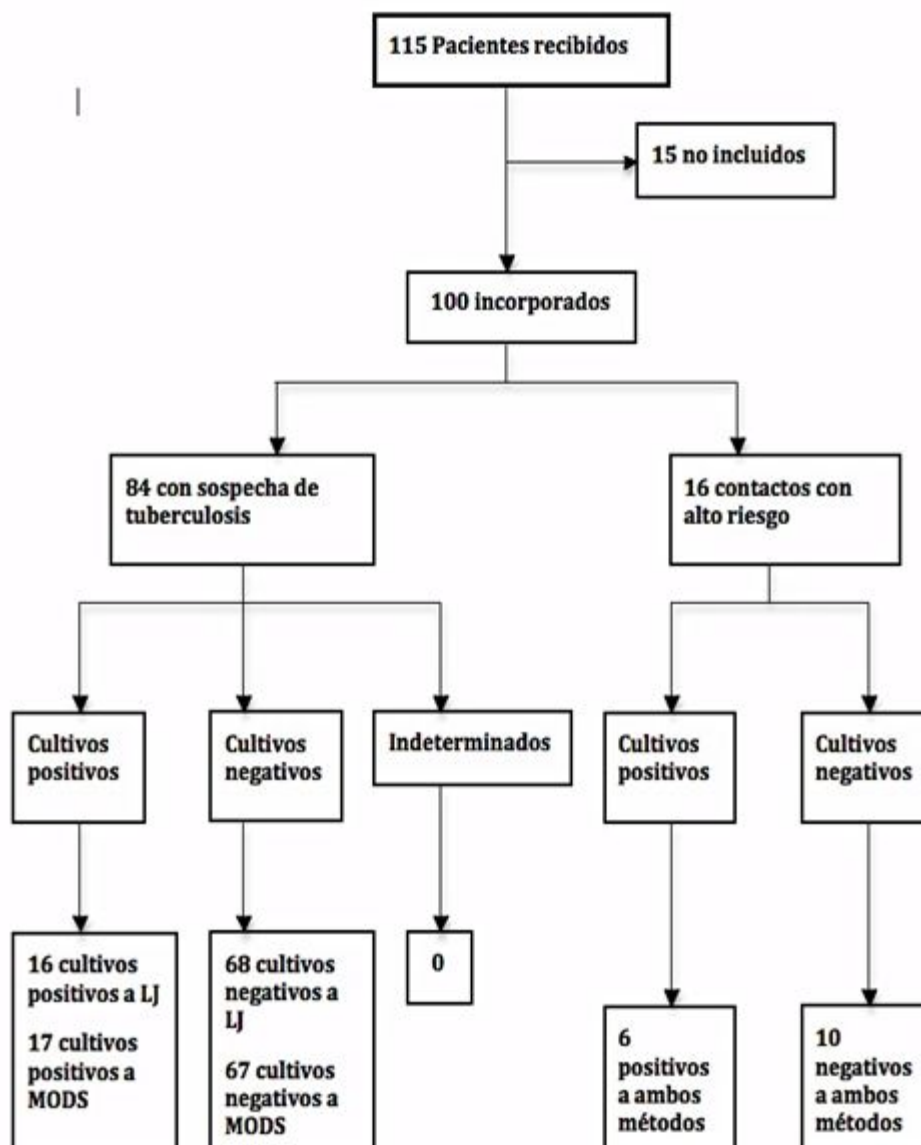 115 Pacientes recibidos
15 no incluidos
100 incorporados
84 con sospecha de
tuberculosis
16 contactos con
alto riesgo
Cultivos
positivos
Cultivos
negativos
Indeterminados
Cultivos
positivos
Cultivos
negativos
16 cultivos
positivos a LJ
17 cultivos
positivos a
MODS
68 cultivos
negativos a
LJ
67 cultivos
negativos a
MODS
0
6
positivos
a ambos
métodos
10
negativos
a ambos
métodos